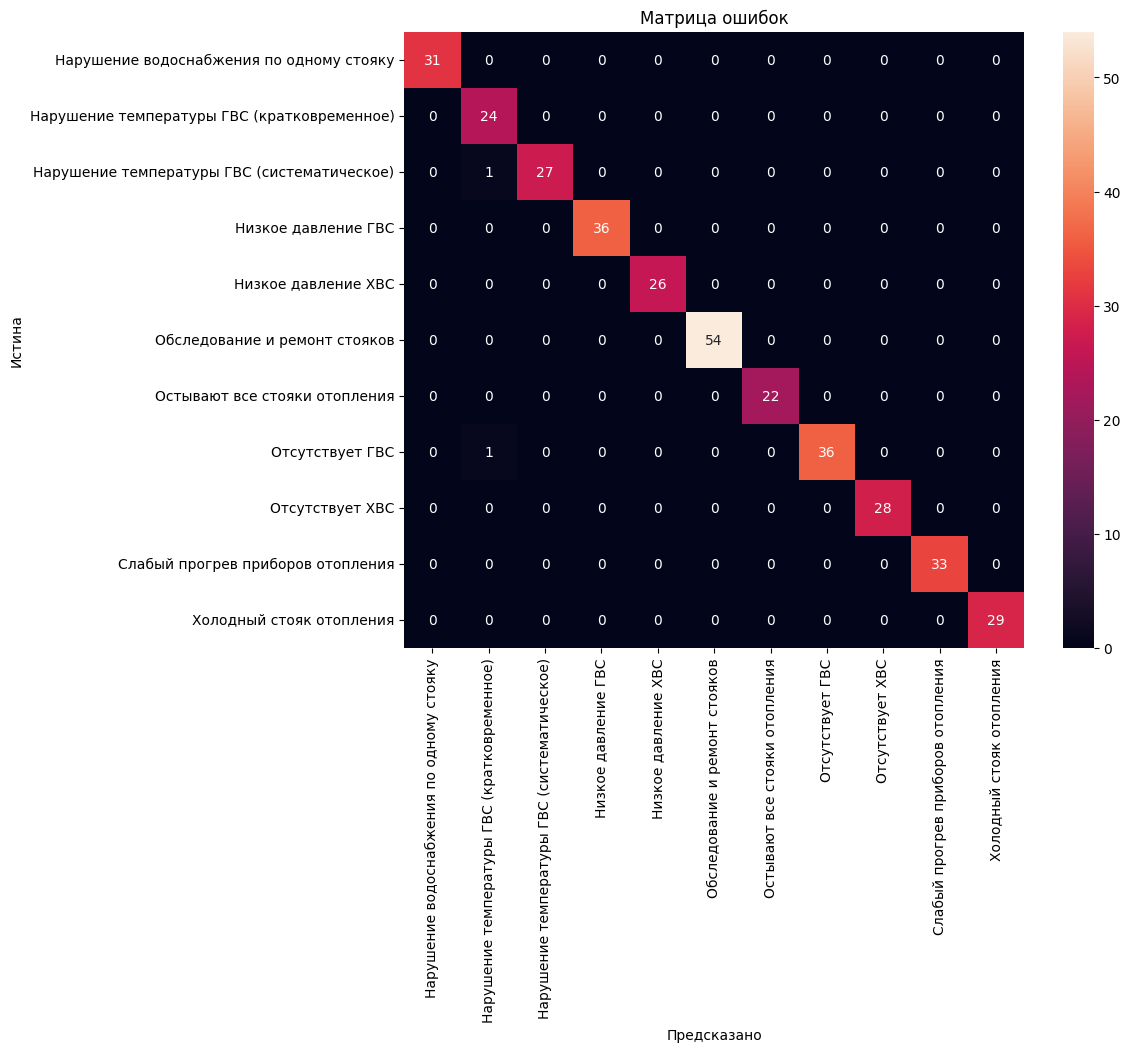 Матрица ошибок
Истина
Нарушение водоснабжения по одному стояку 31 0 0 0 0 0 0 0 0 0 0
Нарушение температуры ГВС (кратковременное) 0 24 0 0 0 0 0 0 0 0 0
Нарушение температуры ГВС (систематическое) 0 1 27 0 0 0 0 0 0 0 0
Низкое давление ГВС 0 0 0 36 0 0 0 0 0 0 0
Низкое давление ХВС 0 0 0 0 26 0 0 0 0 0 0
Обследование и ремонт стояков 0 0 0 0 0 54 0 0 0 0 0
Остывают все стояки отопления 0 0 0 0 0 0 22 0 0 0 0
Отсутствует ГВС 0 1 0 0 0 0 0 36 0 0 0
Отсутствует ХВС 0 0 0 0 0 0 0 0 28 0 0
Слабый прогрев приборов отопления 0 0 0 0 0 0 0 0 0 33 0
Холодный стояк отопления 0 0 0 0 0 0 0 0 0 0 29
50
40
30
20
10
0
Нарушение водоснабжения по одному стояку
Нарушение температуры ГВС (кратковременное)
Нарушение температуры ГВС (систематическое)
Низкое давление ГВС
Низкое давление ХВС
Обследование и ремонт стояков
Остывают все стояки отопления
Отсутствует ГВС
Отсутствует ХВС
Слабый прогрев приборов отопления
Холодный стояк отопления
Предсказано